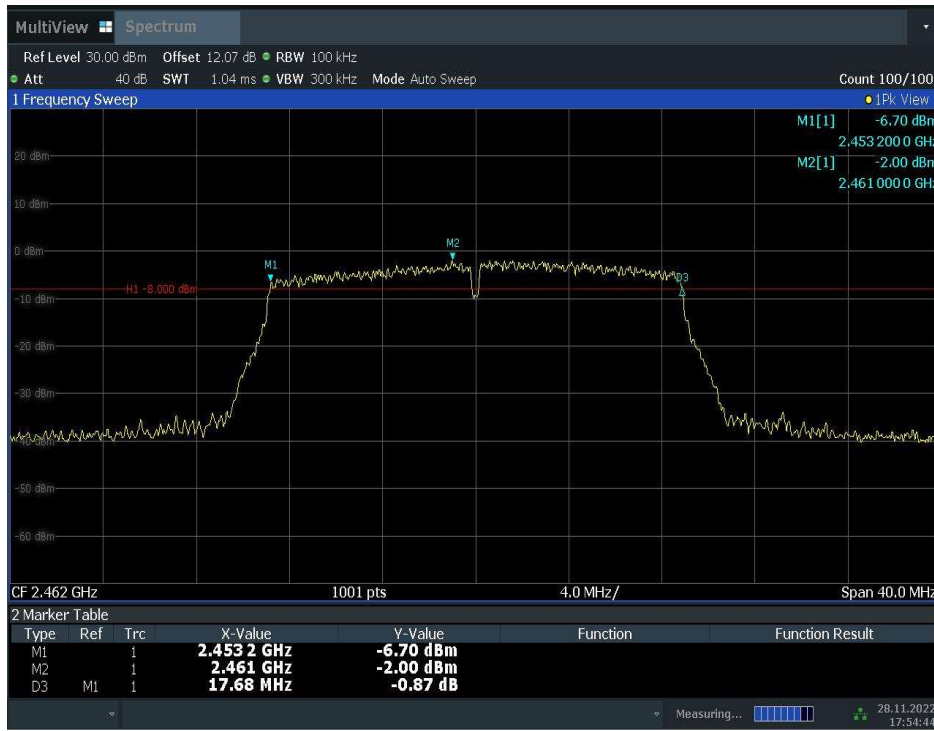 MultiView Spectrum
Ref Level 30.00 dBm Offset 12.07 dB RBW 100 kHz
Att 40 dB SWT 1.04 ms VBW 300 kHz Mode Auto Sweep Count 100/100
1 Frequency Sweep 1Pk View
M1[1] -6.70 dBm
2.453 200 0 GHz
M2[1] -2.00 dBm
2.461 000 0 GHz
20 dBm
10 dBm
0 dBm
M2
M1
D3
H1 -8.000 dBm
-10 dBm
-20 dBm
-30 dBm
-40 dBm
-50 dBm
-60 dBm
CF 2.462 GHz 1001 pts 4.0 MHz/ Span 40.0 MHz
2 Marker Table
Type Ref Trc X-Value Y-Value Function Function Result
M1 1 2.453 2 GHz -6.70 dBm
M2 1 2.461 GHz -2.00 dBm
D3 M1 1 17.68 MHz -0.87 dB
Measuring... 28.11.2022
17:54:44